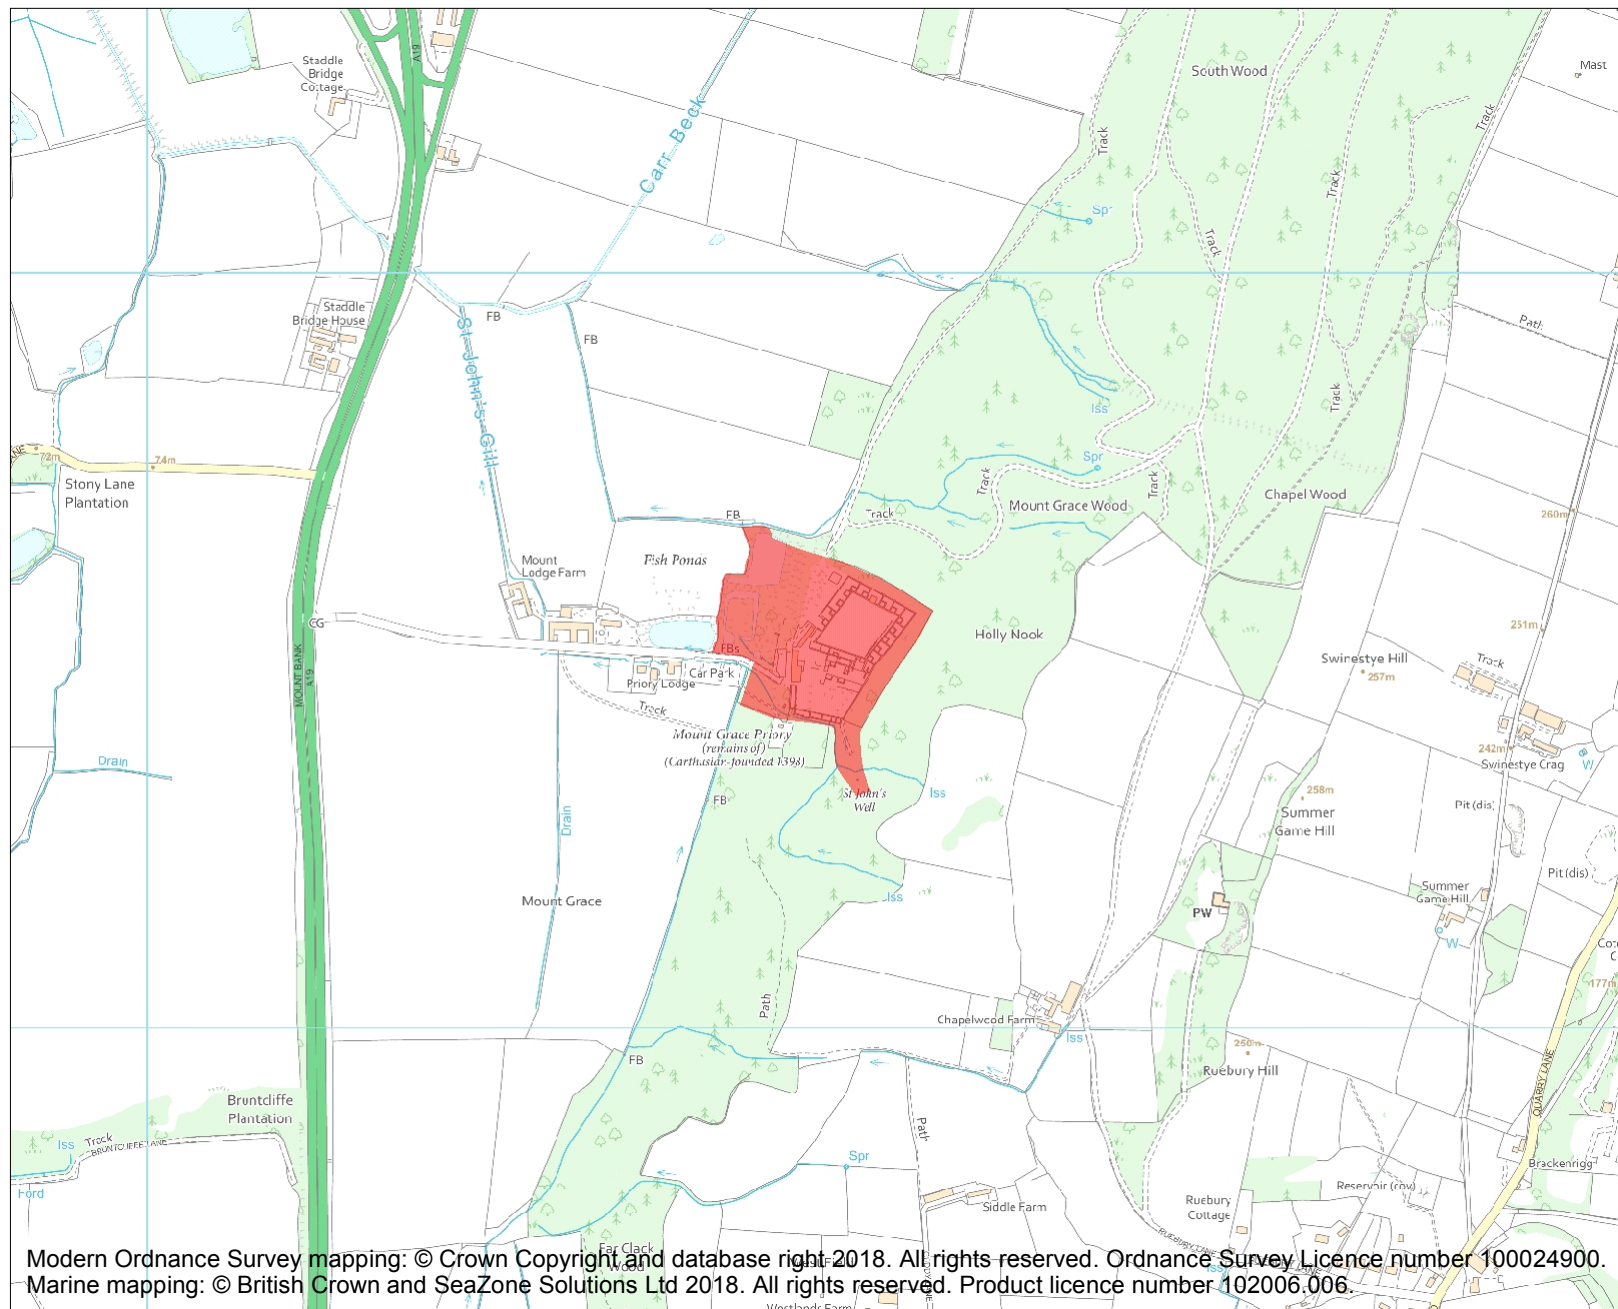 Staddle
Bridge
Cottage
A19
South Wood
Mast
Carr Beck
Track
Track
Track
Spr
Track
Staddle
Bridge House
FB
FB
St John's Gill
Path
Track
Iss
72m
74m
Stony Lane
Plantation
Spr
Track
Track
Mount Grace Wood
Chapel Wood
Track
FB
260m
Mount
Lodge Farm
Fish Ponds
CG
Holly Nook
251m
FBs
Swinestye Hill
257m
Track
MOUNT BANK
A19
Car Park
Priory Lodge
Track
Mount Grace Priory
(remains of)
(Carthusian-founded 1398)
242m
Swinestye Crag
W
Drain
St John's
Well
Iss
FB
Drain
258m
Summer
Game Hill
Pit (dis)
Pit (dis)
Mount Grace
Iss
Summer
Game Hill
PW
W
177m
Path
Chapelwood Farm
Iss
FB
250m
Ruebury Hill
QUARRY LANE
Bruntcliffe
Plantation
Path
Iss
Track
BRUNTCLIFFE LANE
Spr
Ford
Brackenrigg
Reservoir (cov)
Siddle Farm
Ruebury
Cottage
RUEBURY LANE
Far Clack
Wood
Modern Ordnance Survey mapping: © Crown Copyright and database right 2018. All rights reserved. Ordnance Survey Licence number 100024900.
Marine mapping: © British Crown and SeaZone Solutions Ltd 2018. All rights reserved. Product licence number 102006.006.
Westlands Farm